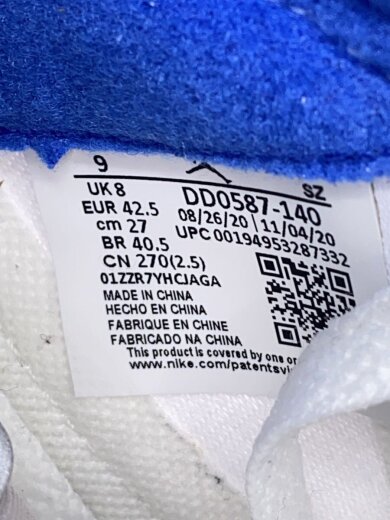 9 SZ
UK 8 DD0587-140
EUR 42.5 08/26/20 | 11/04/20
cm 27 UPC 00194953287332
BR 40.5
CN 270(2.5)
01ZZR7YHCJAGA
MADE IN CHINA
HECHO EN CHINA
FABRIQUE EN CHINE
FABRICADO NA CHINA
This product is covered by one or
www.nike.com/patents